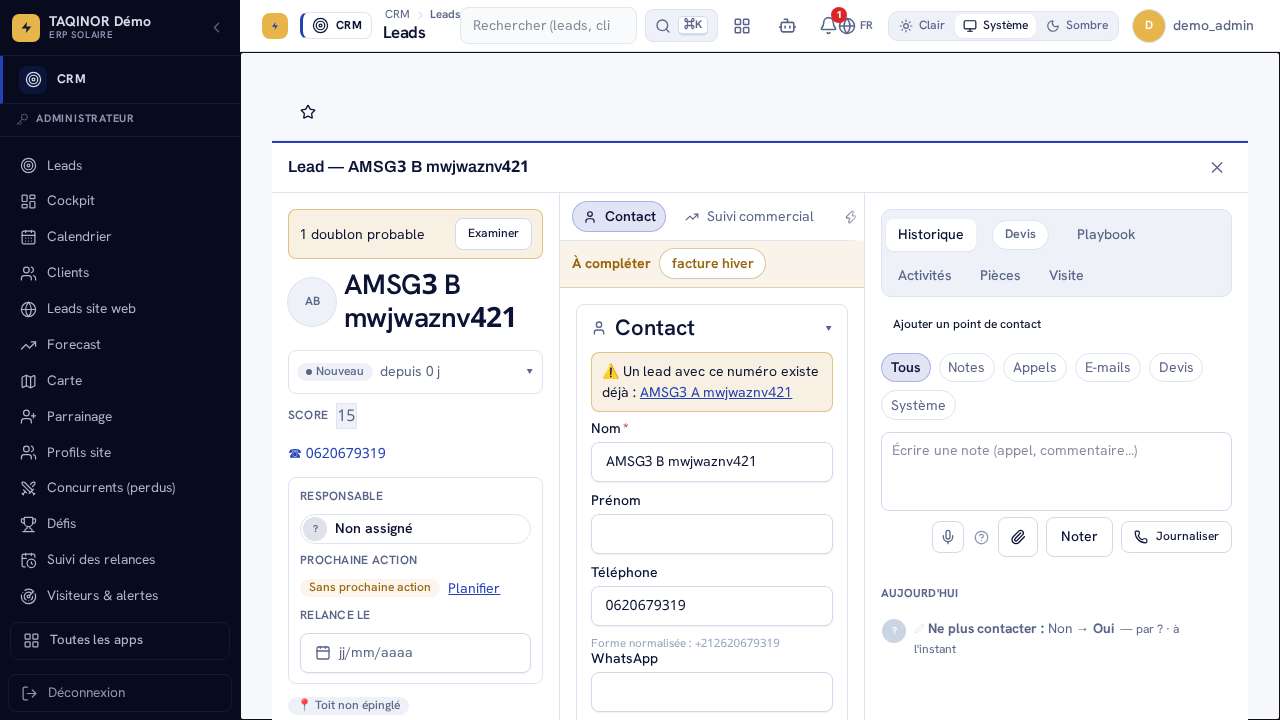 TAQINOR Démo
ERP SOLAIRE
CRM
ADMINISTRATEUR
Leads
Cockpit
Calendrier
Clients
Leads site web
Forecast
Carte
Parrainage
Profils site
Concurrents (perdus)
Défis
Suivi des relances
Visiteurs & alertes
Toutes les apps
Déconnexion
CRM
CRM > Leads
Leads
Rechercher (leads, cli
⌘K
1
FR
Clair
Système
Sombre
D
demo_admin
Lead — AMSG3 B mwjwaznv421
1 doublon probable
Examiner
AB
AMSG3 B
mwjwaznv421
Nouveau depuis 0 j
SCORE 15
☎ 0620679319
RESPONSABLE
? Non assigné
PROCHAINE ACTION
Sans prochaine action Planifier
RELANCE LE
jj/mm/aaaa
📍 Toit non épinglé
Contact
Suivi commercial
À compléter facture hiver
Contact
⚠️ Un lead avec ce numéro existe
déjà : AMSG3 A mwjwaznv421
Nom *
AMSG3 B mwjwaznv421
Prénom
Téléphone
0620679319
Forme normalisée : +212620679319
WhatsApp
Historique
Devis
Playbook
Activités
Pièces
Visite
Ajouter un point de contact
Tous
Notes
Appels
E-mails
Devis
Système
Écrire une note (appel, commentaire…)
Noter
Journaliser
AUJOURD'HUI
? Ne plus contacter : Non → Oui — par ? · à
l'instant